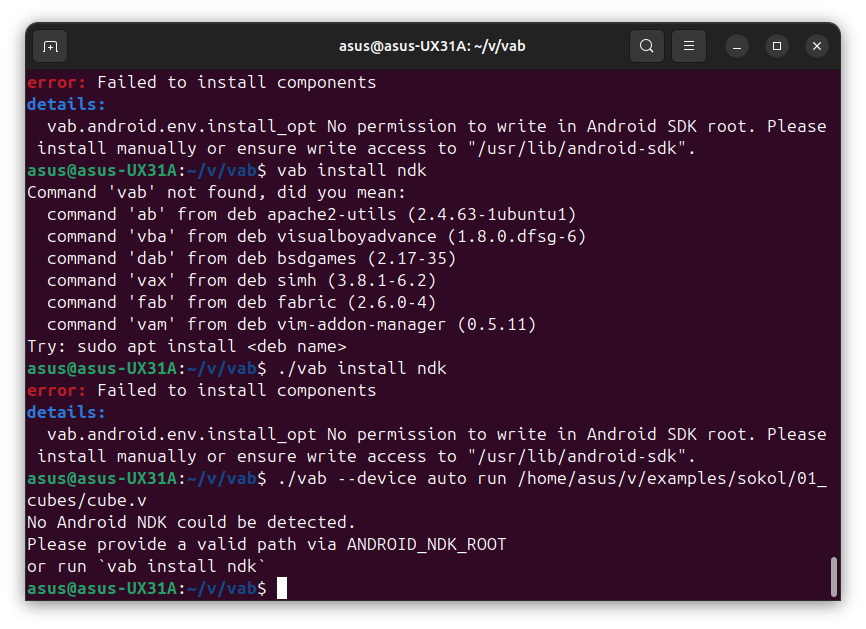 asus@asus-UX31A: ~/v/vab
error: Failed to install components
details:
vab.android.env.install_opt No permission to write in Android SDK root. Please
install manually or ensure write access to "/usr/lib/android-sdk".
asus@asus-UX31A:~/v/vab$ vab install ndk
Command 'vab' not found, did you mean:
command 'ab' from deb apache2-utils (2.4.63-1ubuntu1)
command 'vba' from deb visualboyadvance (1.8.0.dfsg-6)
command 'dab' from deb bsdgames (2.17-35)
command 'vax' from deb simh (3.8.1-6.2)
command 'fab' from deb fabric (2.6.0-4)
command 'vam' from deb vim-addon-manager (0.5.11)
Try: sudo apt install <deb name>
asus@asus-UX31A:~/v/vab$ ./vab install ndk
error: Failed to install components
details:
vab.android.env.install_opt No permission to write in Android SDK root. Please
install manually or ensure write access to "/usr/lib/android-sdk".
asus@asus-UX31A:~/v/vab$ ./vab --device auto run /home/asus/v/examples/sokol/01_
cubes/cube.v
No Android NDK could be detected.
Please provide a valid path via ANDROID_NDK_ROOT
or run `vab install ndk`
asus@asus-UX31A:~/v/vab$